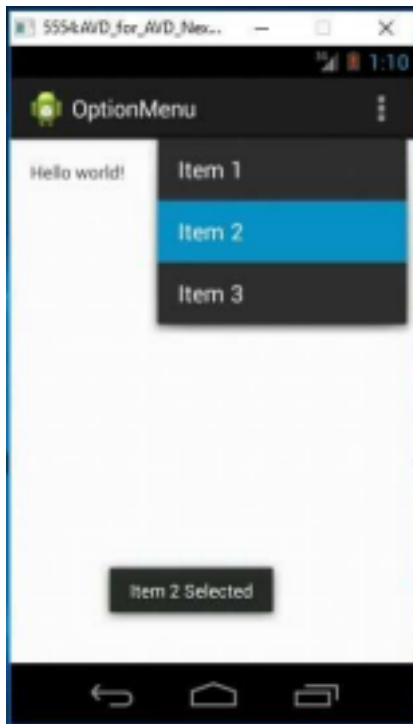 5554:AVD_for_AVD_Nex...
1:10
OptionMenu
Hello world!
Item 1
Item 2
Item 3
Item 2 Selected